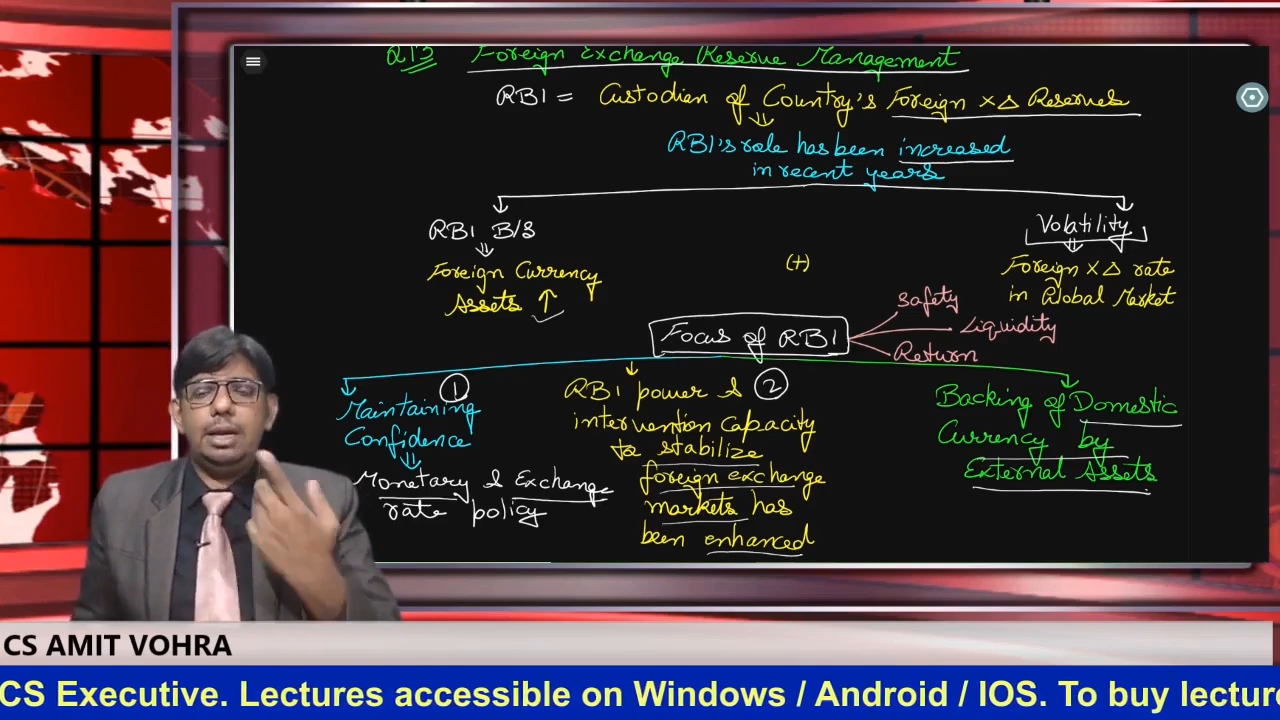 QT3 Foreign Exchange Reserve Management
RBI = Custodian of Country's Foreign X∆ Reserves
RBI's role has been increased
in recent years
RBI B/S
Foreign Currency
Assets ↑
(+)
Volatility
Foreign X∆ rate
in Global Market
Focus of RBI
Safety
Liquidity
Return
1
Maintaining
Confidence
Monetary & Exchange
rate policy
RBI power & 2
intervention capacity
to stabilize
foreign exchange
markets has
been enhanced
Backing of Domestic
Currency by
External Assets
CS AMIT VOHRA
CS Executive. Lectures accessible on Windows / Android / IOS. To buy lecture